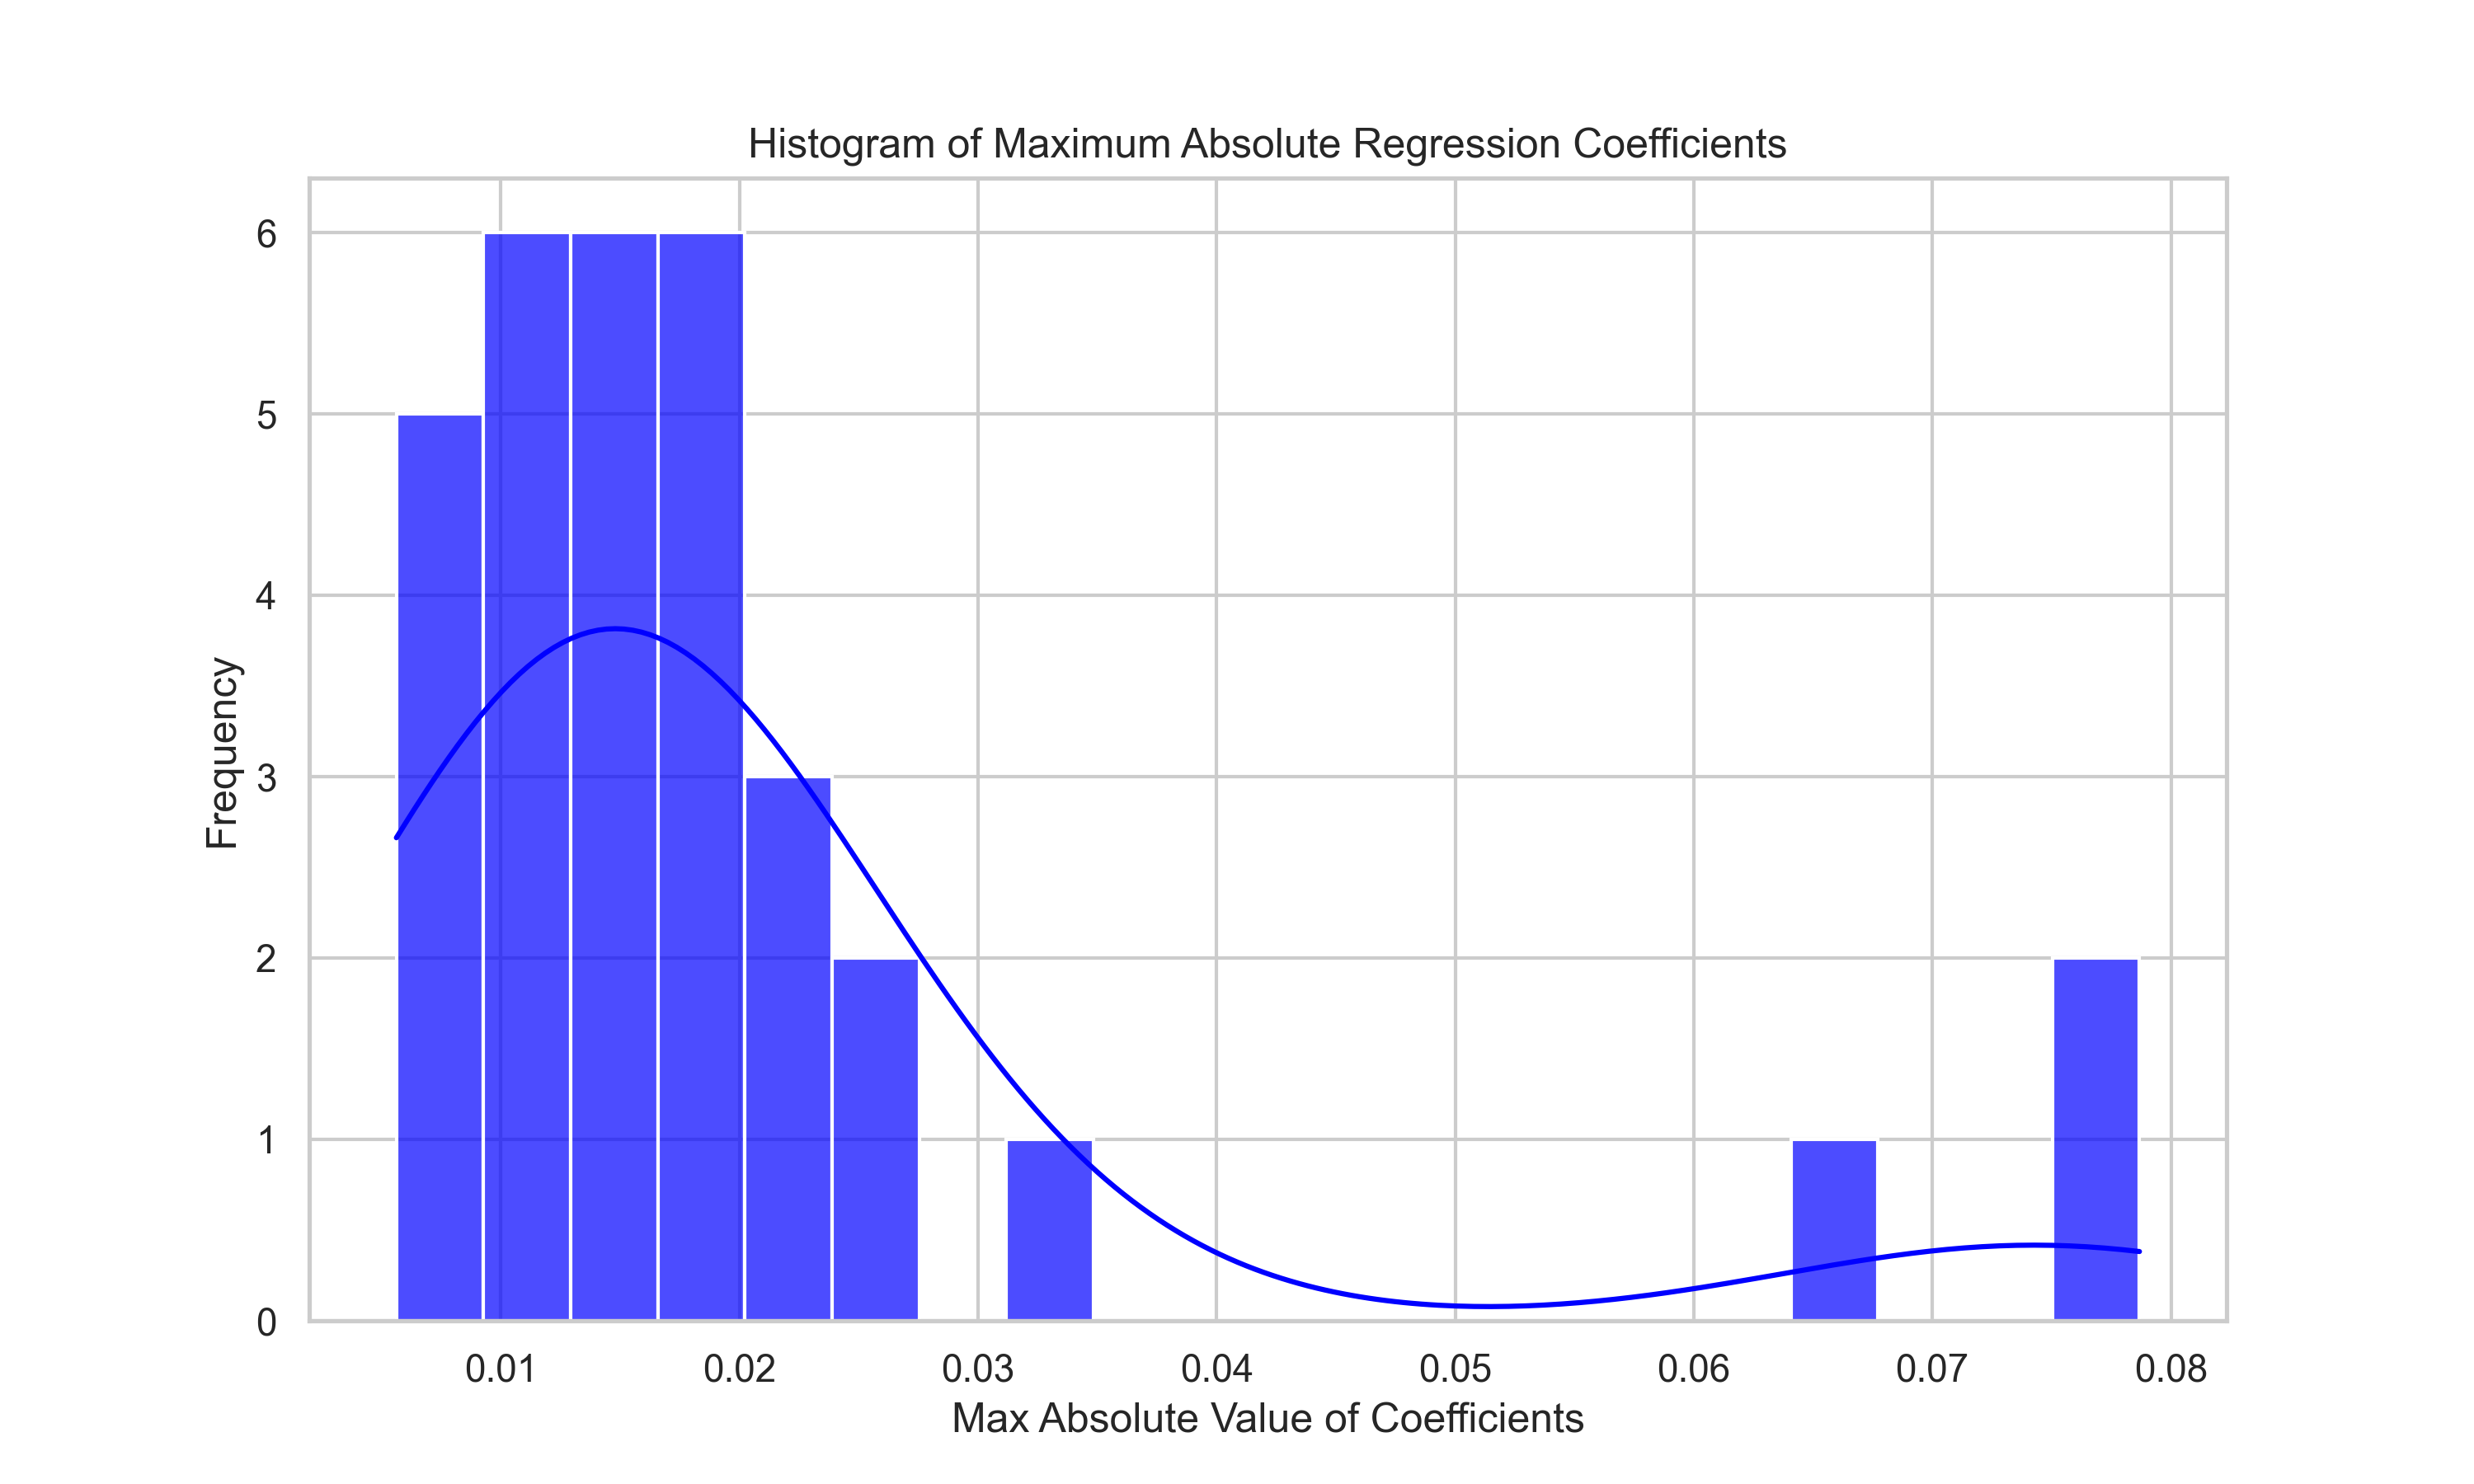 Histogram of Maximum Absolute Regression Coefficients
6
5
4
3
2
1
0
Frequency
0.01 0.02 0.03 0.04 0.05 0.06 0.07 0.08
Max Absolute Value of Coefficients